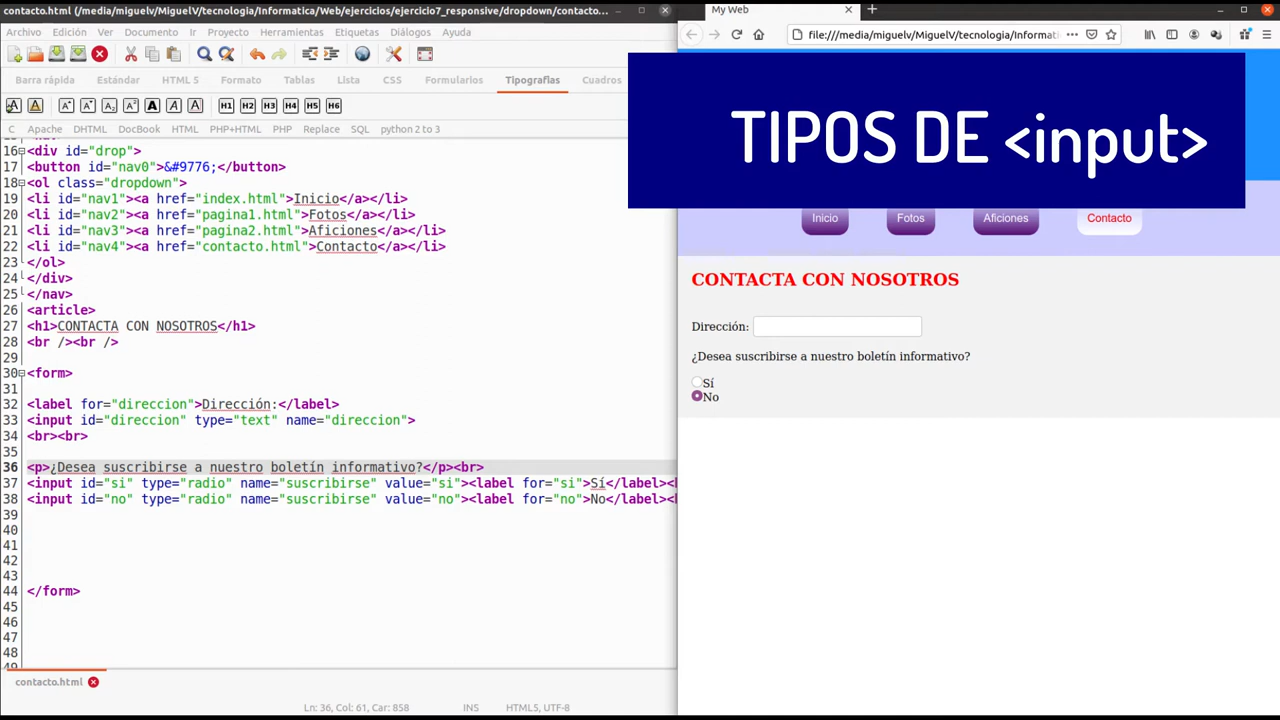 contacto.html (/media/miguelv/MiguelV/tecnologia/Informatica/Web/ejercicios/ejercicio7_responsive/dropdown/contacto...
Archivo Edición Ver Documento Ir Proyecto Herramientas Etiquetas Diálogos Ayuda
Barra rápida Estándar HTML 5 Formato Tablas Lista CSS Formularios Tipografias Cuadros
A A A A A A A A A H1 H2 H3 H4 H5 H6
C Apache DHTML DocBook HTML PHP+HTML PHP Replace SQL python 2 to 3
16 <div id="drop">
17 <button id="nav0">&#9776;</button>
18 <ol class="dropdown">
19 <li id="nav1"><a href="index.html">Inicio</a></li>
20 <li id="nav2"><a href="pagina1.html">Fotos</a></li>
21 <li id="nav3"><a href="pagina2.html">Aficiones</a></li>
22 <li id="nav4"><a href="contacto.html">Contacto</a></li>
23 </ol>
24 </div>
25 </nav>
26 <article>
27 <h1>CONTACTA CON NOSOTROS</h1>
28 <br /><br />
29
30 <form>
31
32 <label for="direccion">Dirección:</label>
33 <input id="direccion" type="text" name="direccion">
34 <br><br>
35
36 <p>¿Desea suscribirse a nuestro boletín informativo?</p><br>
37 <input id="si" type="radio" name="suscribirse" value="si"><label for="si">Sí</label><
38 <input id="no" type="radio" name="suscribirse" value="no"><label for="no">No</label><
39
40
41
42
43
44 </form>
45
46
47
48
49
contacto.html
Ln: 36, Col: 61, Car: 858 INS HTML5, UTF-8
My Web
file:///media/miguelv/MiguelV/tecnologia/Informati
TIPOS DE <input>
Inicio Fotos Aficiones Contacto
CONTACTA CON NOSOTROS
Dirección:
¿Desea suscribirse a nuestro boletín informativo?
Sí
No